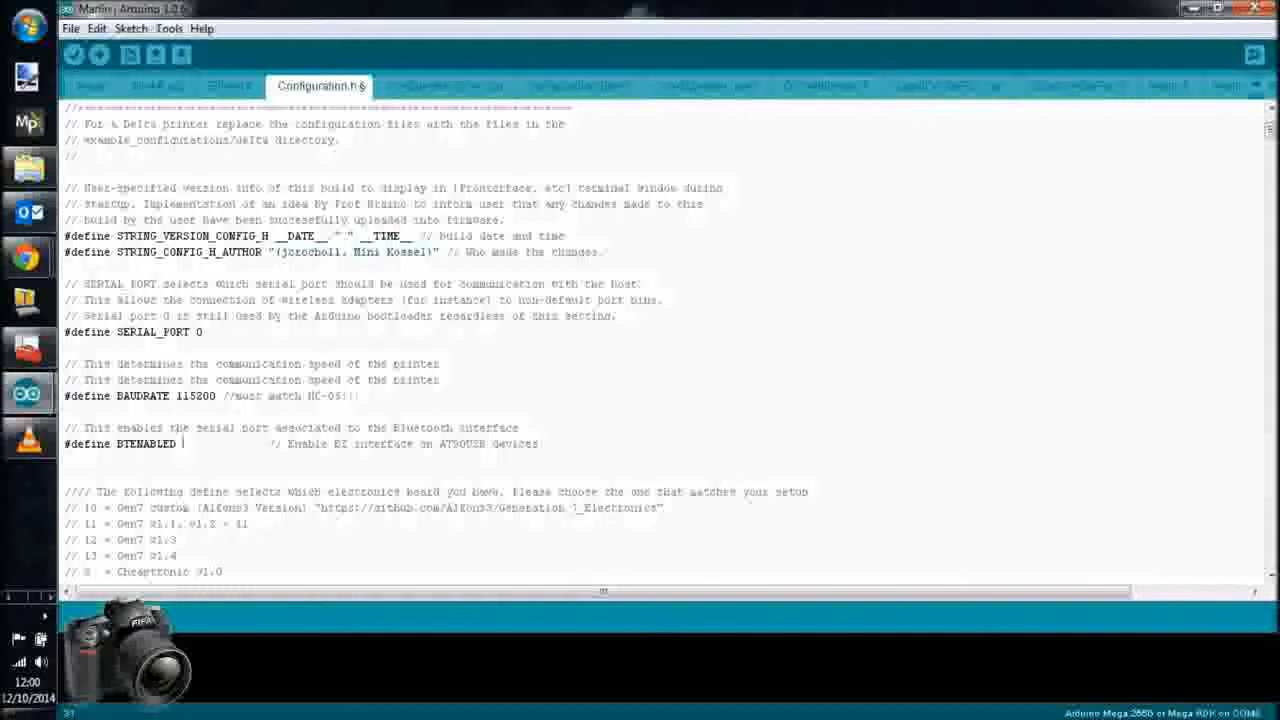 Marlin | Arduino 1.0.6
File Edit Sketch Tools Help
Configuration.h §
// For a Delta printer replace the configuration files with the files in the
// example_configurations/delta directory.
//
// User-specified version info of this build to display in [Pronterface, etc] terminal window during
// startup. Implementation of an idea by Prof Braino to inform user that any changes made to this
// build by the user have been successfully uploaded into firmware.
#define STRING_VERSION_CONFIG_H __DATE__ " " __TIME__ // build date and time
#define STRING_CONFIG_H_AUTHOR "(jcrocholl, Mini Kossel)" // Who made the changes.
// SERIAL_PORT selects which serial port should be used for communication with the host.
// This allows the connection of wireless adapters (for instance) to non-default port pins.
// Serial port 0 is still used by the Arduino bootloader regardless of this setting.
#define SERIAL_PORT 0
// This determines the communication speed of the printer
// This determines the communication speed of the printer
#define BAUDRATE 115200 //must match HC-06!!!
// This enables the serial port associated to the Bluetooth interface
#define BTENABLED // Enable BT interface on AT90USB devices
//// The following define selects which electronics board you have. Please choose the one that matches your setup
// 10 = Gen7 custom (Alfons3 Version) "https://github.com/Alfons3/Generation_7_Electronics"
// 11 = Gen7 v1.1, v1.2 = 11
// 12 = Gen7 v1.3
// 13 = Gen7 v1.4
// = Cheaptronic v1.0
12:00
12/10/2014
31
Arduino Mega 2560 or Mega ADK on